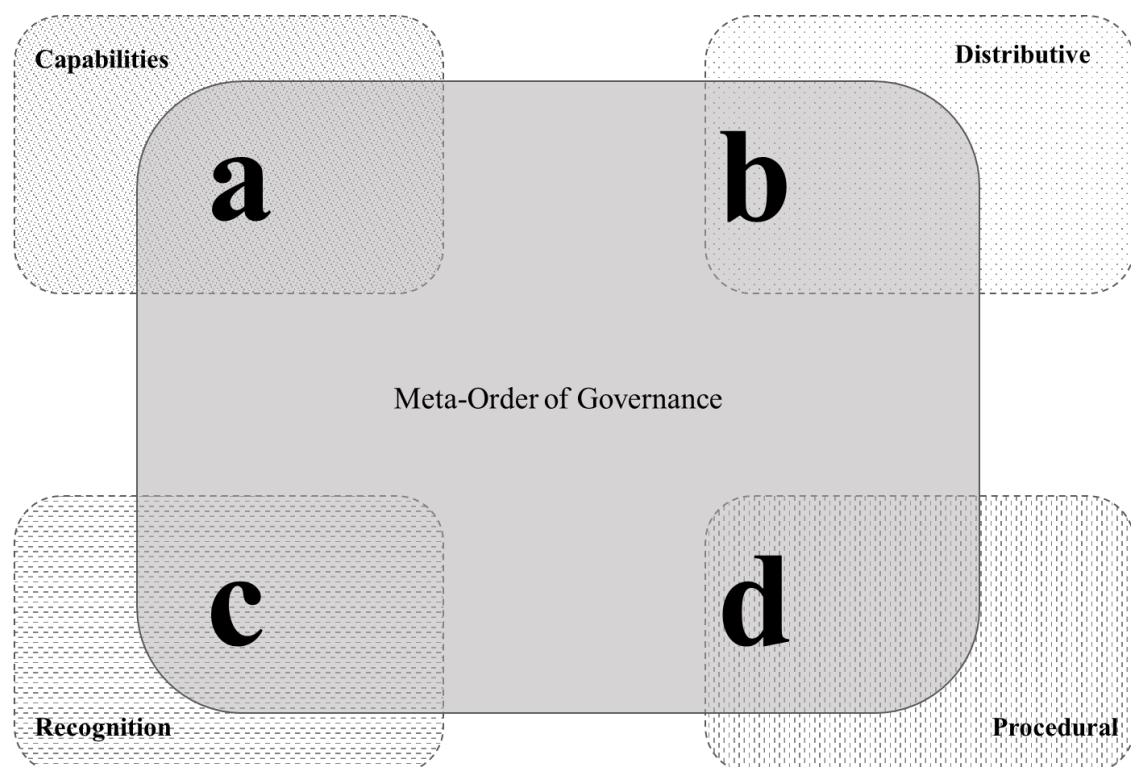 Capabilities
Distributive
a
b
Meta-Order of Governance
c
d
Recognition
Procedural